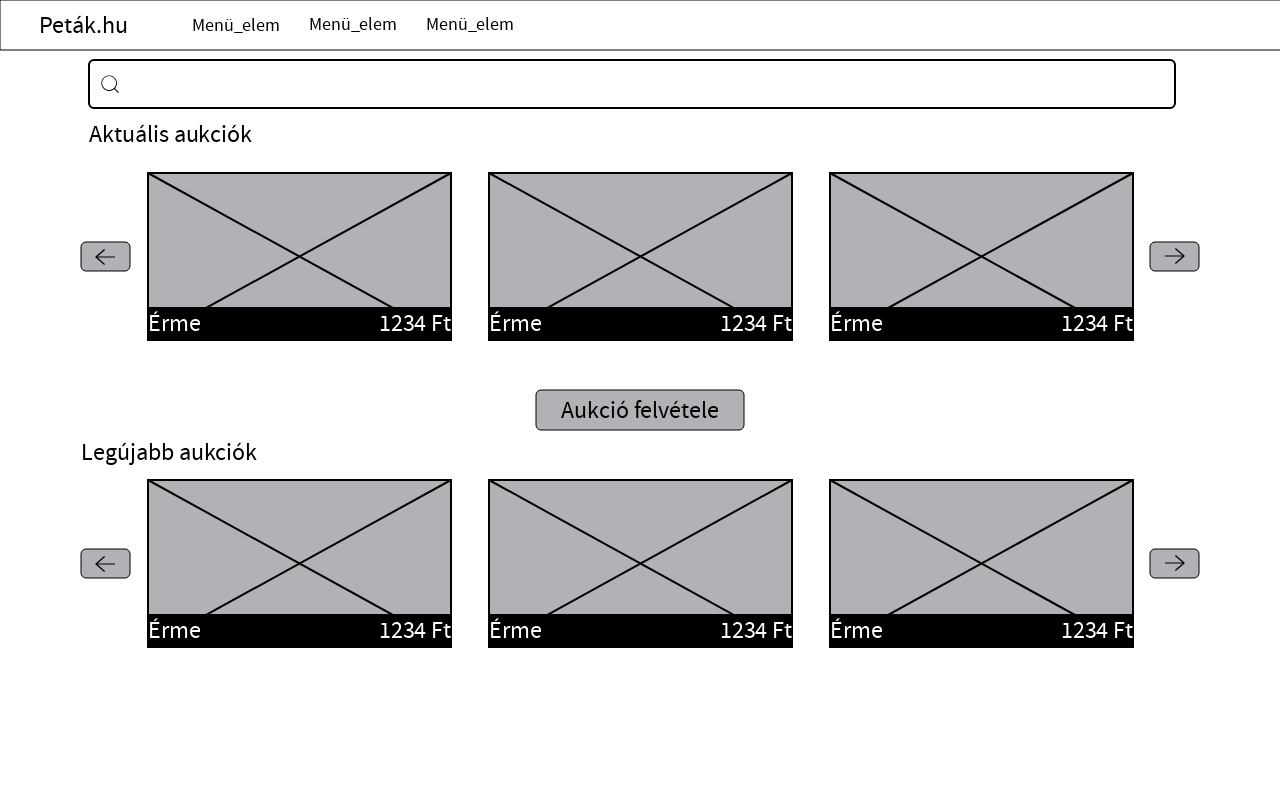 Peták.hu Menü_elem Menü_elem Menü_elem
Aktuális aukciók
Érme 1234 Ft Érme 1234 Ft Érme 1234 Ft
Aukció felvétele
Legújabb aukciók
Érme 1234 Ft Érme 1234 Ft Érme 1234 Ft